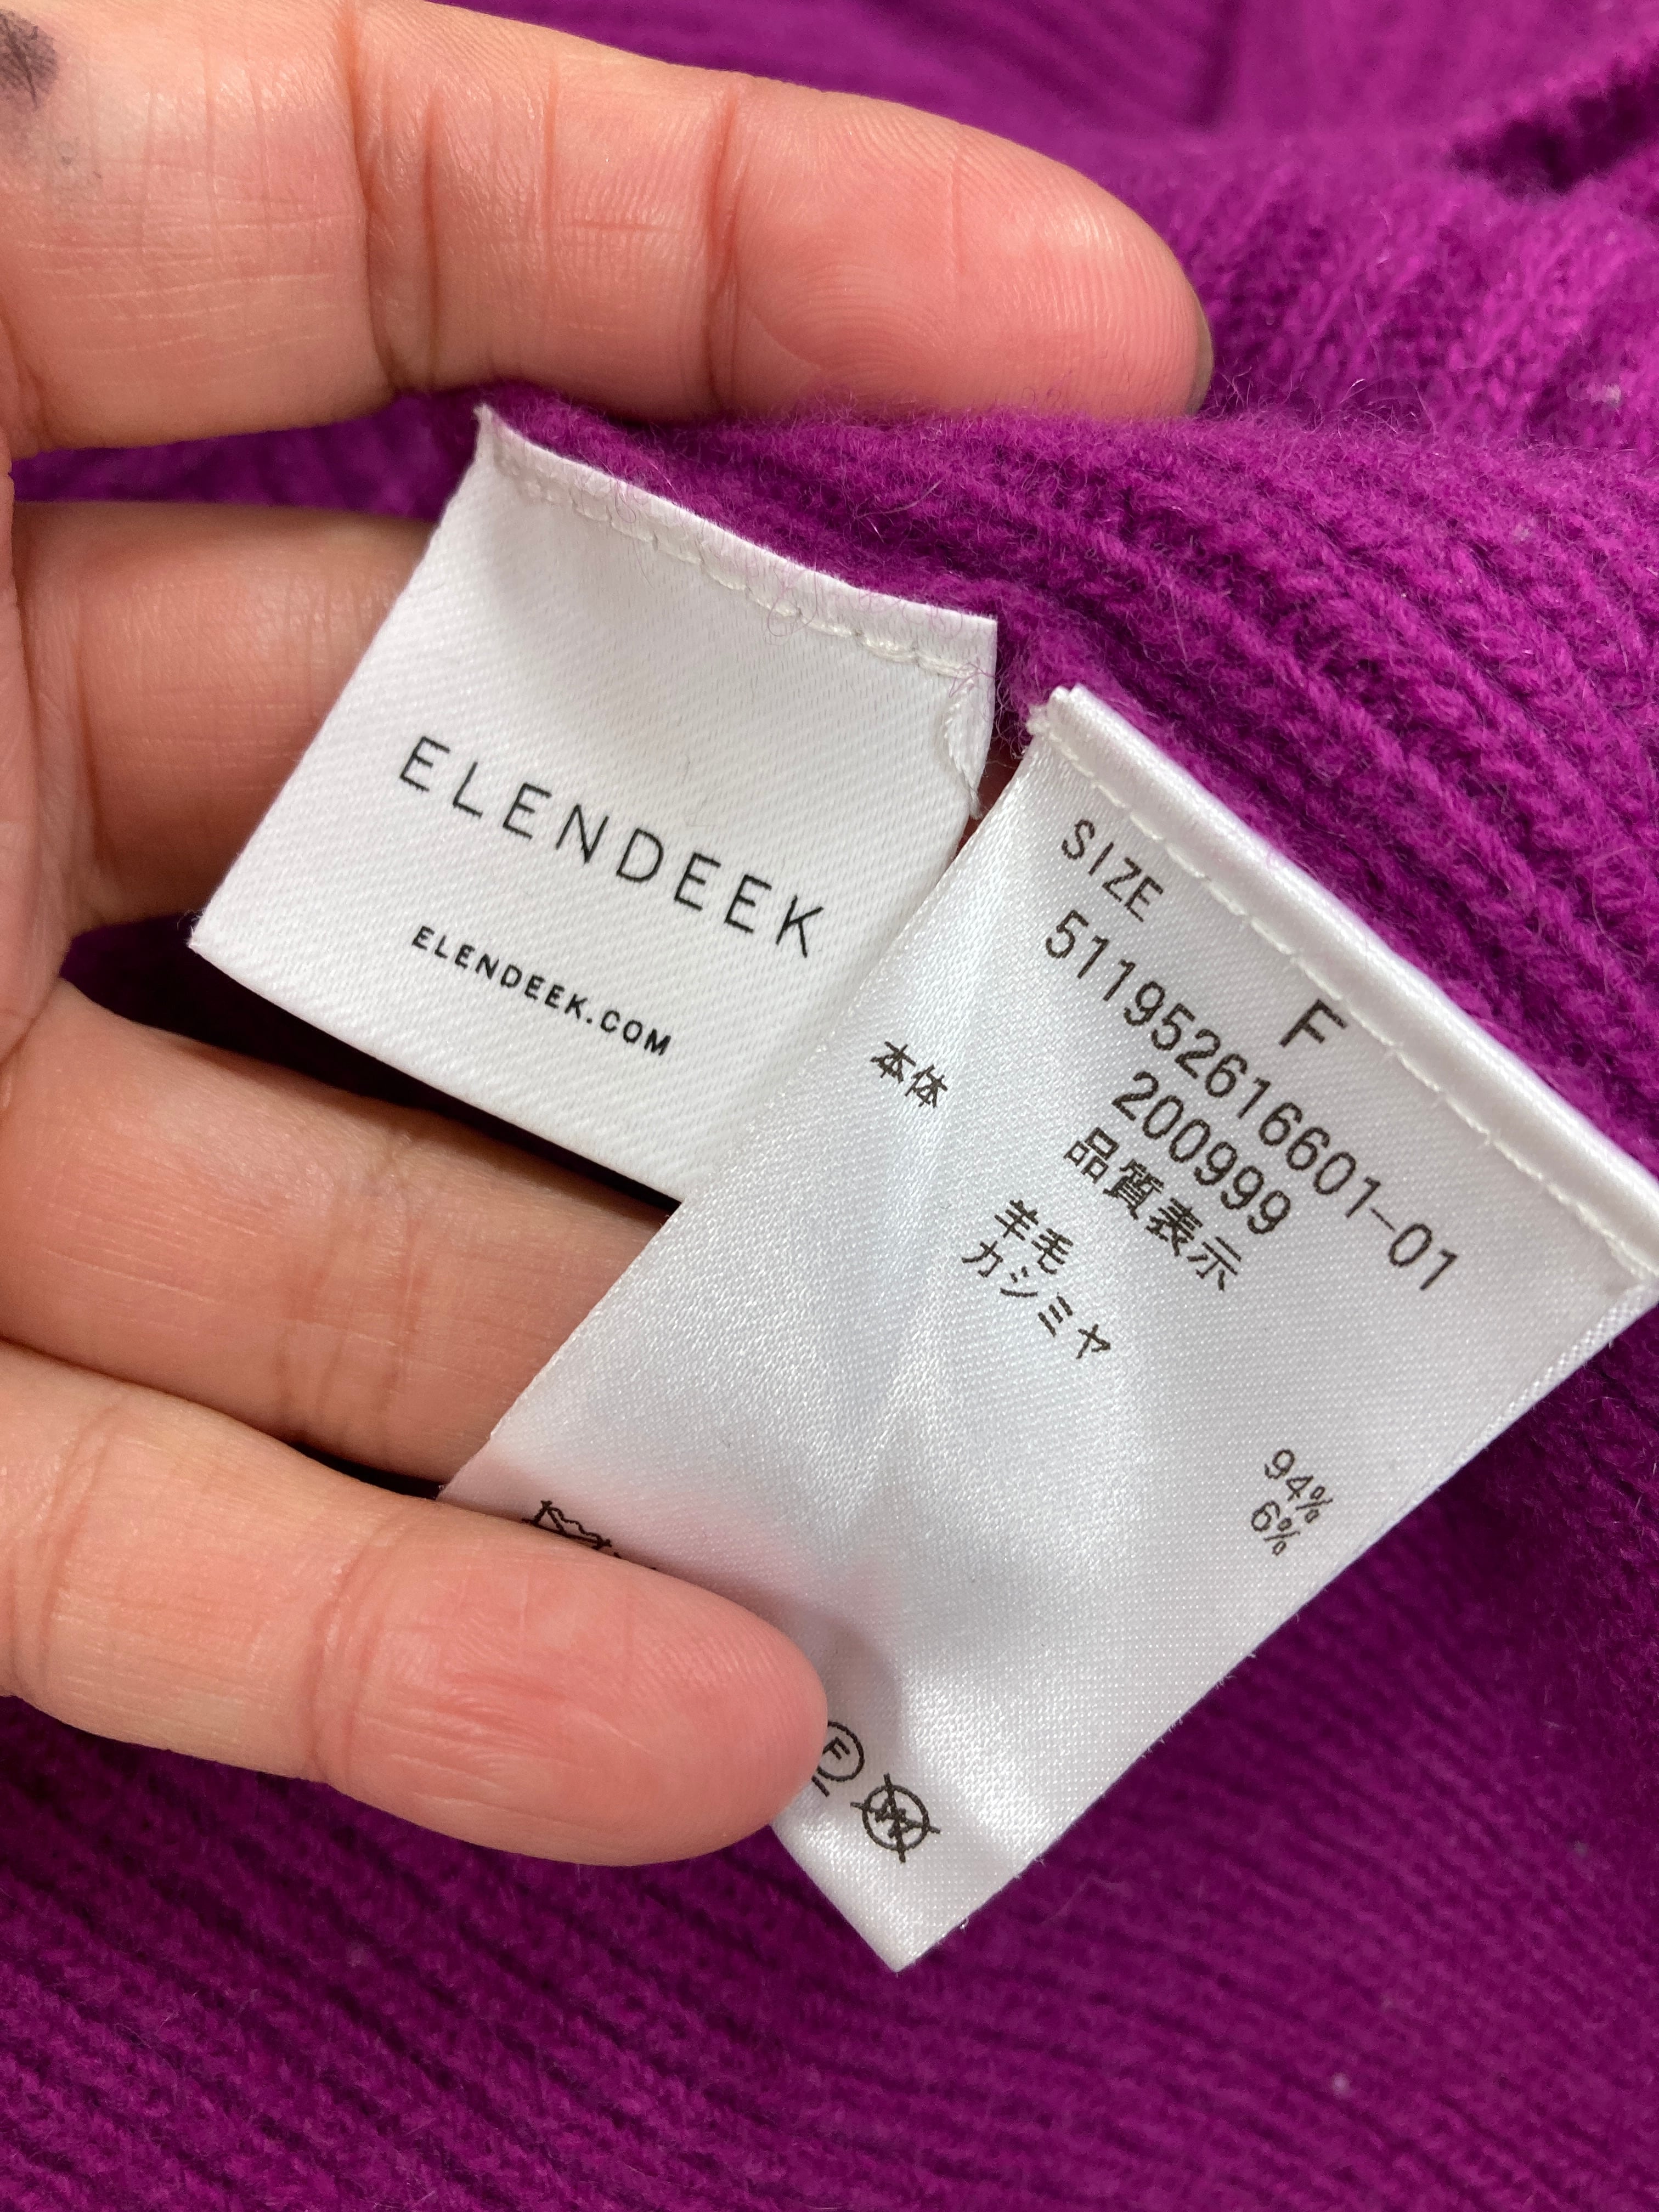 ELENDEEK
ELENDEEK.COM
SIZE F
511952616601-01
200999
品質表示
本体 羊毛 94%
カシミヤ 6%
F
W